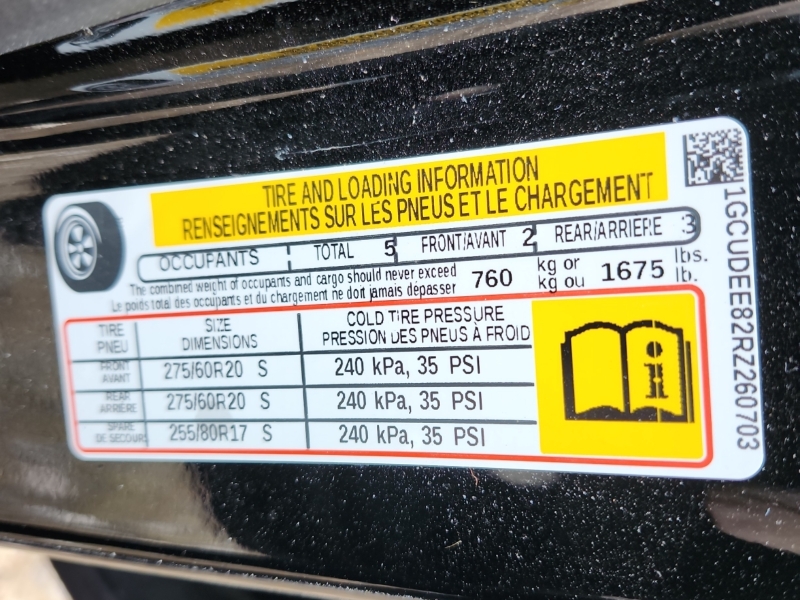 TIRE AND LOADING INFORMATION
RENSEIGNEMENTS SUR LES PNEUS ET LE CHARGEMENT
OCCUPANTS TOTAL 5 FRONT/AVANT 2 REAR/ARRIERE 3
The combined weight of occupants and cargo should never exceed 760 kg or 1675 lbs.
Le poids total des occupants et du chargement ne doit jamais dépasser kg ou lb.
TIRE SIZE COLD TIRE PRESSURE
PNEU DIMENSIONS PRESSION DES PNEUS À FROID
FRONT
AVANT 275/60R20 S 240 kPa, 35 PSI
REAR
ARRIÈRE 275/60R20 S 240 kPa, 35 PSI
SPARE
DE SECOURS 255/80R17 S 240 kPa, 35 PSI
1GCUDEE82RZ260703